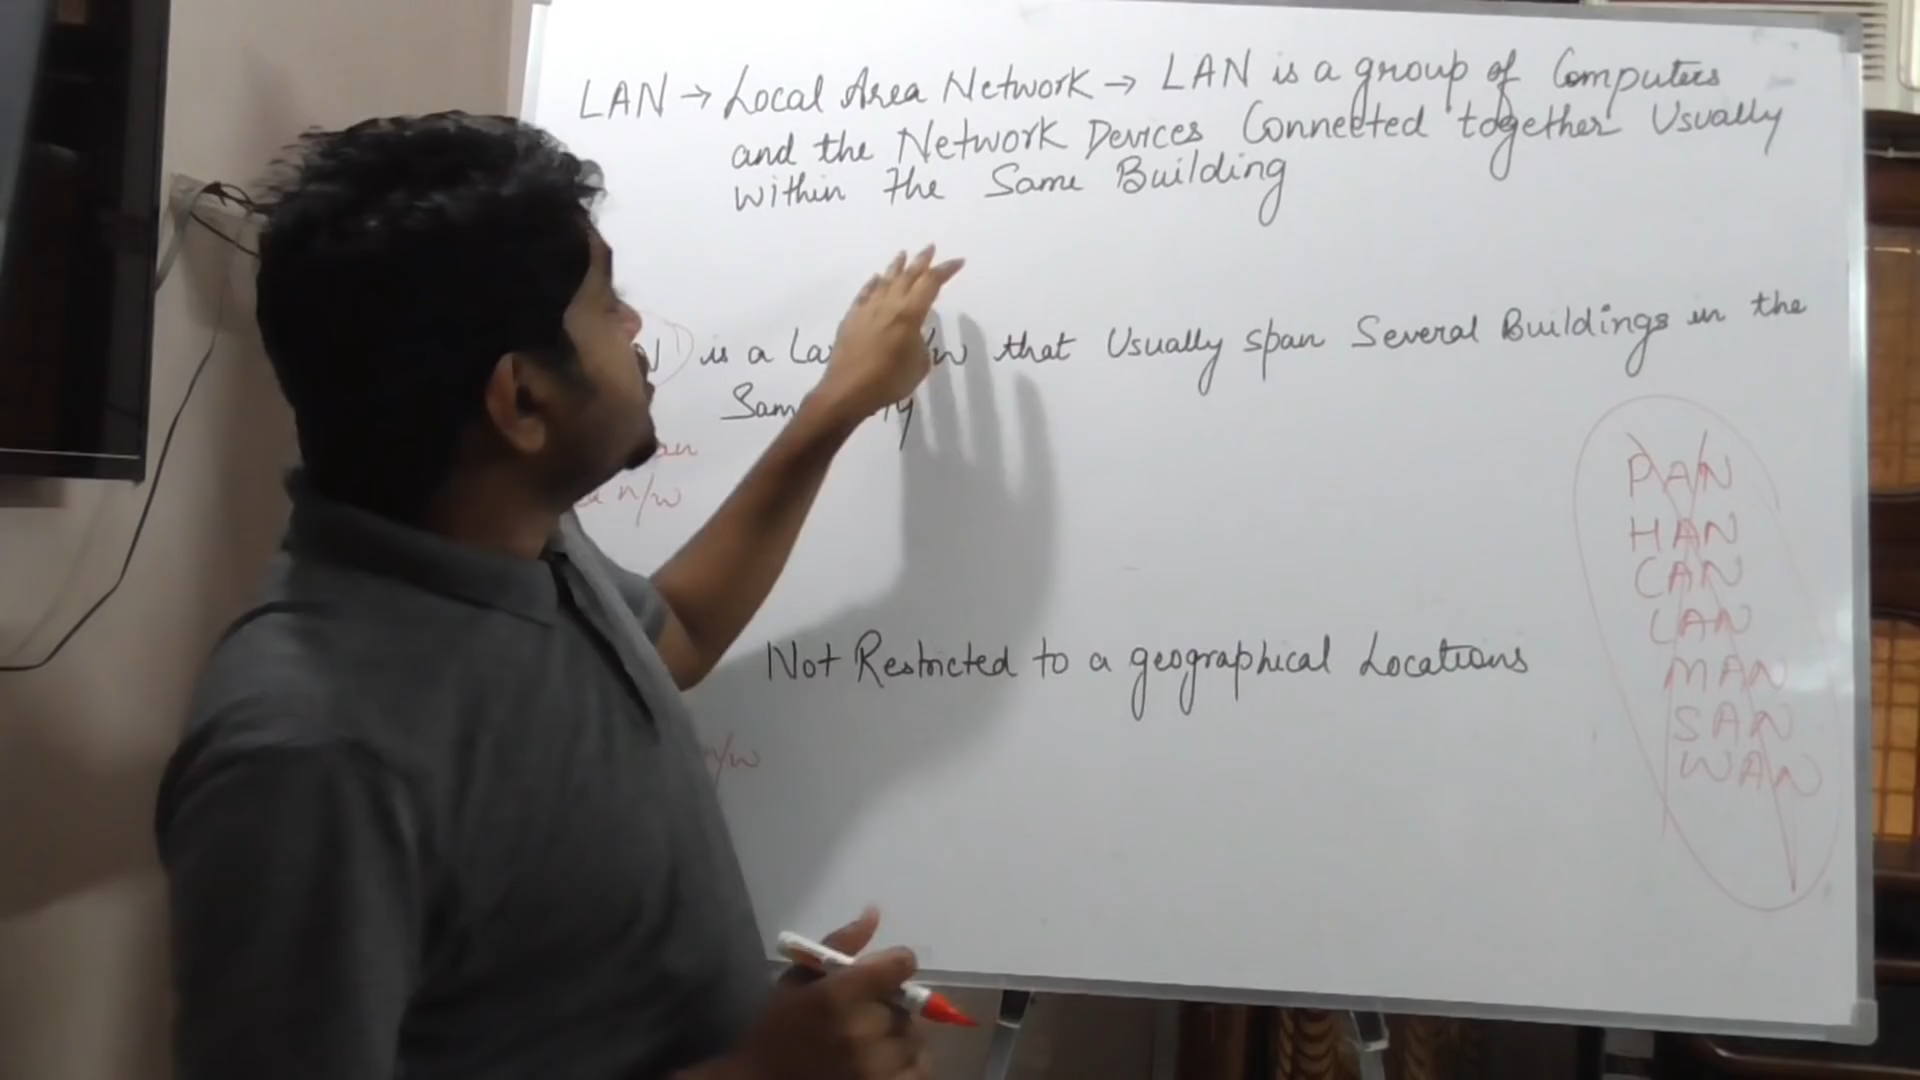 LAN → Local Area Network → LAN is a group of Computers
and the Network Devices Connected together Usually
within the Same Building
is a n/w that Usually span Several Buildings in the
n/w
Not Restricted to a geographical Locations
n/w
PAN
HAN
CAN
LAN
MAN
SAN
WAN